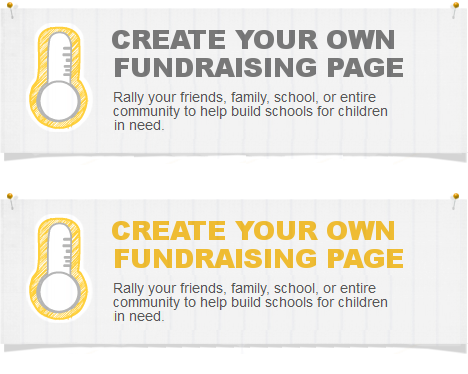 CREATE YOUR OWN
FUNDRAISING PAGE
Rally your friends, family, school, or entire
community to help build schools for children
in need.
CREATE YOUR OWN
FUNDRAISING PAGE
Rally your friends, family, school, or entire
community to help build schools for children
in need.